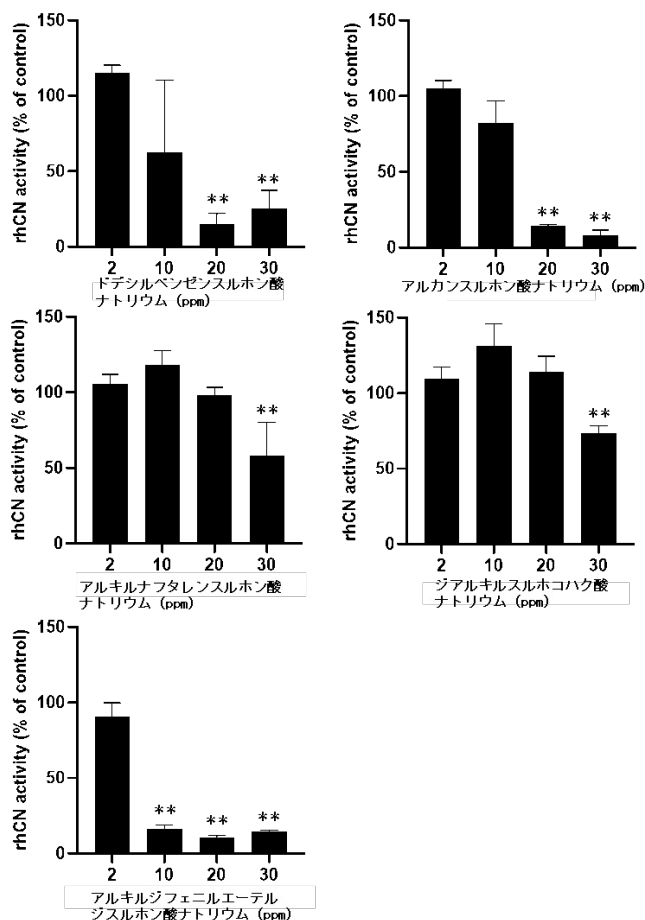 rhCN activity (% of control)
150
100
50
0
**
**
2 10 20 30
ドデシルベンゼンスルホン酸
ナトリウム (ppm)
rhCN activity (% of control)
150
100
50
0
**
**
2 10 20 30
アルカンスルホン酸ナトリウム (ppm)
rhCN activity (% of control)
150
100
50
0
**
2 10 20 30
アルキルナフタレンスルホン酸
ナトリウム (ppm)
rhCN activity (% of control)
150
100
50
0
**
2 10 20 30
ジアルキルスルホコハク酸
ナトリウム (ppm)
rhCN activity (% of control)
150
100
50
0
**
**
**
2 10 20 30
アルキルジフェニルエーテル
ジスルホン酸ナトリウム (ppm)